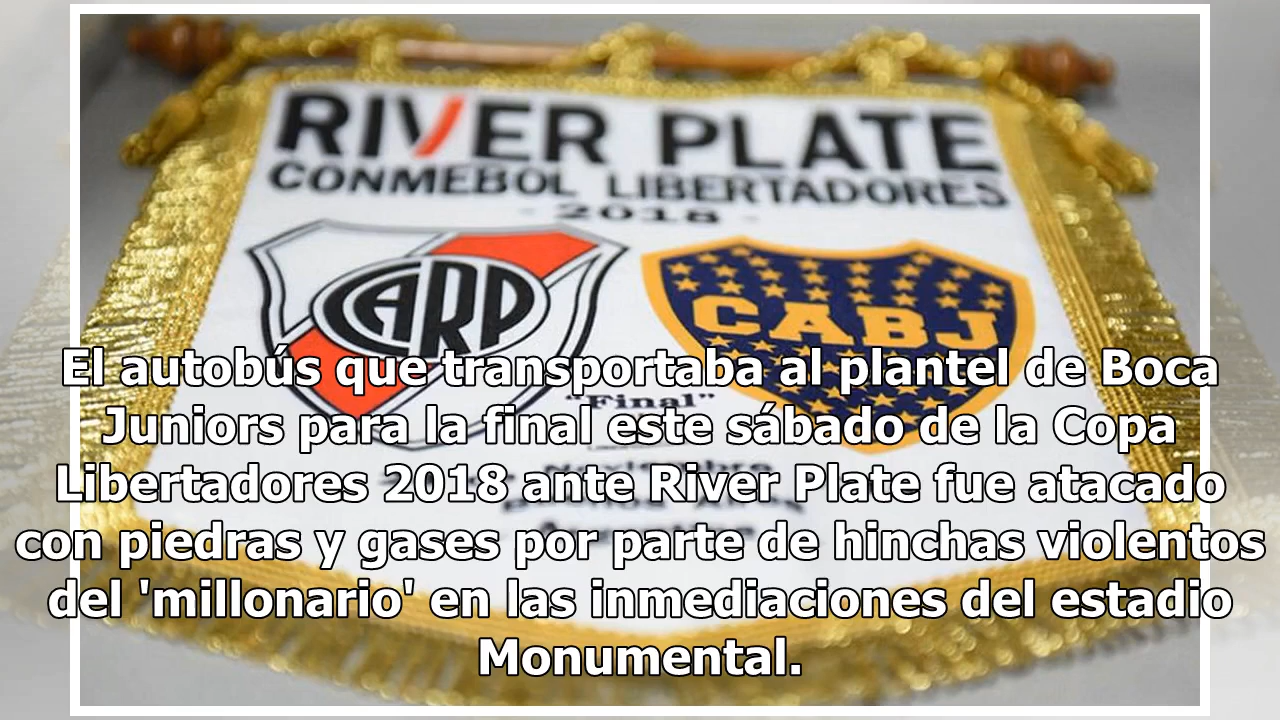 RIVER PLATE
CONMEBOL LIBERTADORES
- 2018 -
CARP
CABJ
El autobús que transportaba al plantel de Boca
"Final"
Juniors para la final este sábado de la Copa
Libertadores 2018 ante River Plate fue atacado
con piedras y gases por parte de hinchas violentos
del 'millonario' en las inmediaciones del estadio
Monumental.